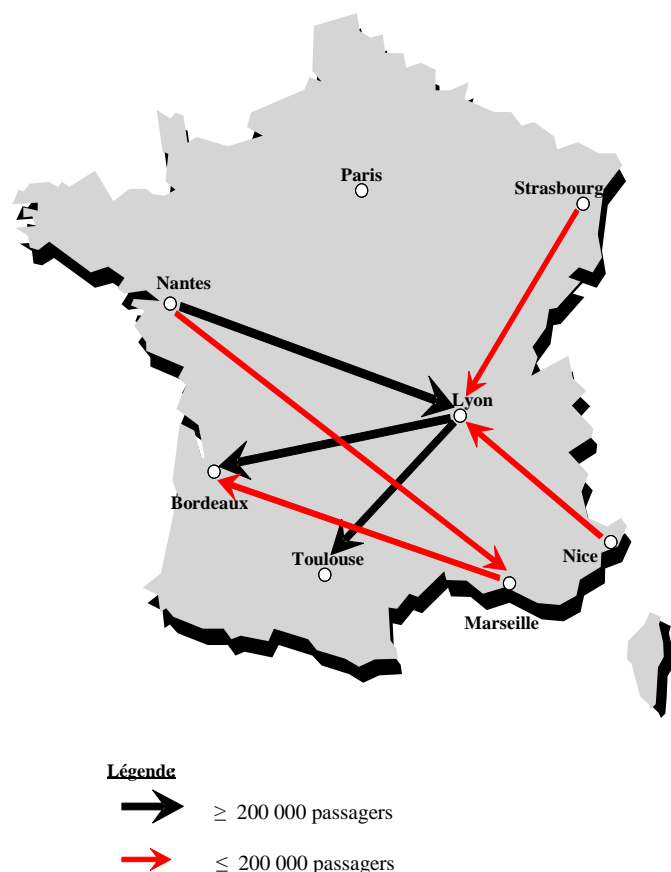 Paris
Strasbourg
Nantes
Lyon
Bordeaux
Toulouse
Nice
Marseille
Légende:
≥ 200 000 passagers
≤ 200 000 passagers